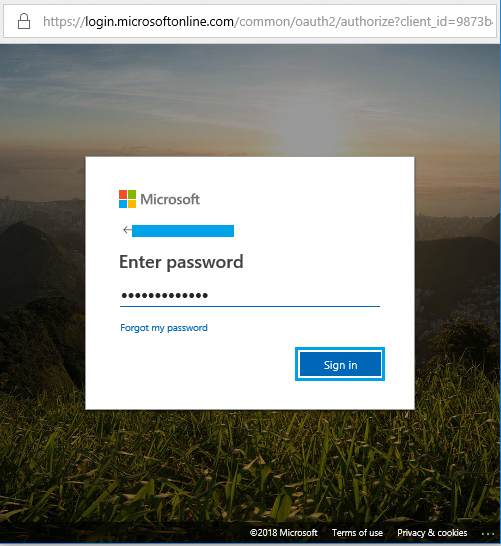 https://login.microsoftonline.com/common/oauth2/authorize?client_id=9873b
Microsoft
Enter password
•••••••••••••
Forgot my password
Sign in
©2018 Microsoft Terms of use Privacy & cookies ...